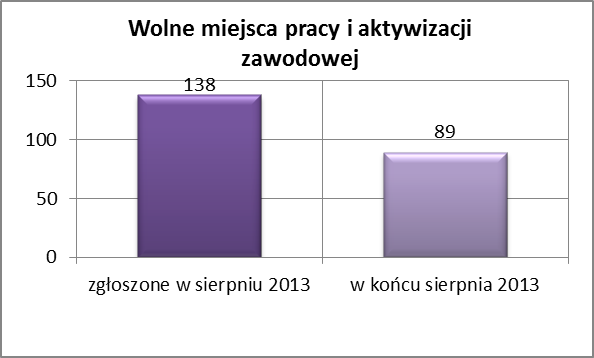 Wolne miejsca pracy i aktywizacji
zawodowej
150
138
100
89
50
0
zgłoszone w sierpniu 2013
w końcu sierpnia 2013